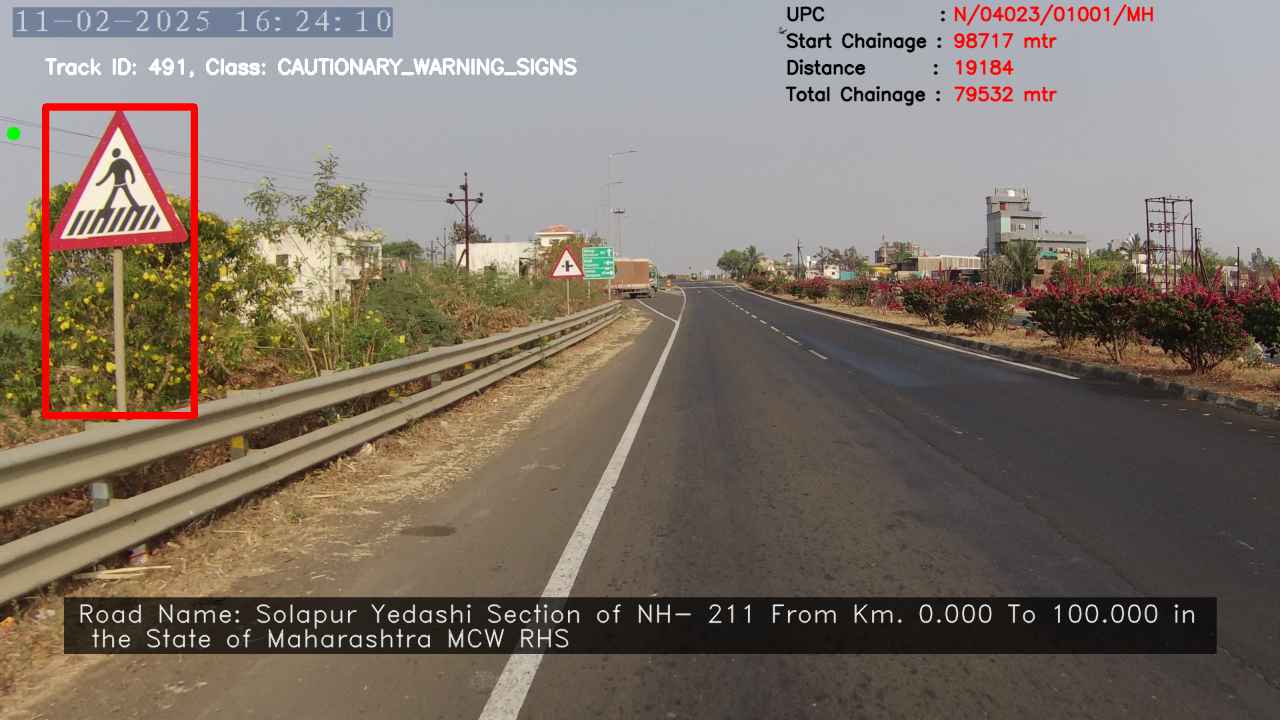 11-02-2025 16:24:10
UPC : N/04023/01001/MH
Start Chainage : 98717 mtr
Distance : 19184
Total Chainage : 79532 mtr
Track ID: 491, Class: CAUTIONARY_WARNING_SIGNS
Road Name: Solapur Yedashi Section of NH- 211 From Km. 0.000 To 100.000 in
the State of Maharashtra MCW RHS